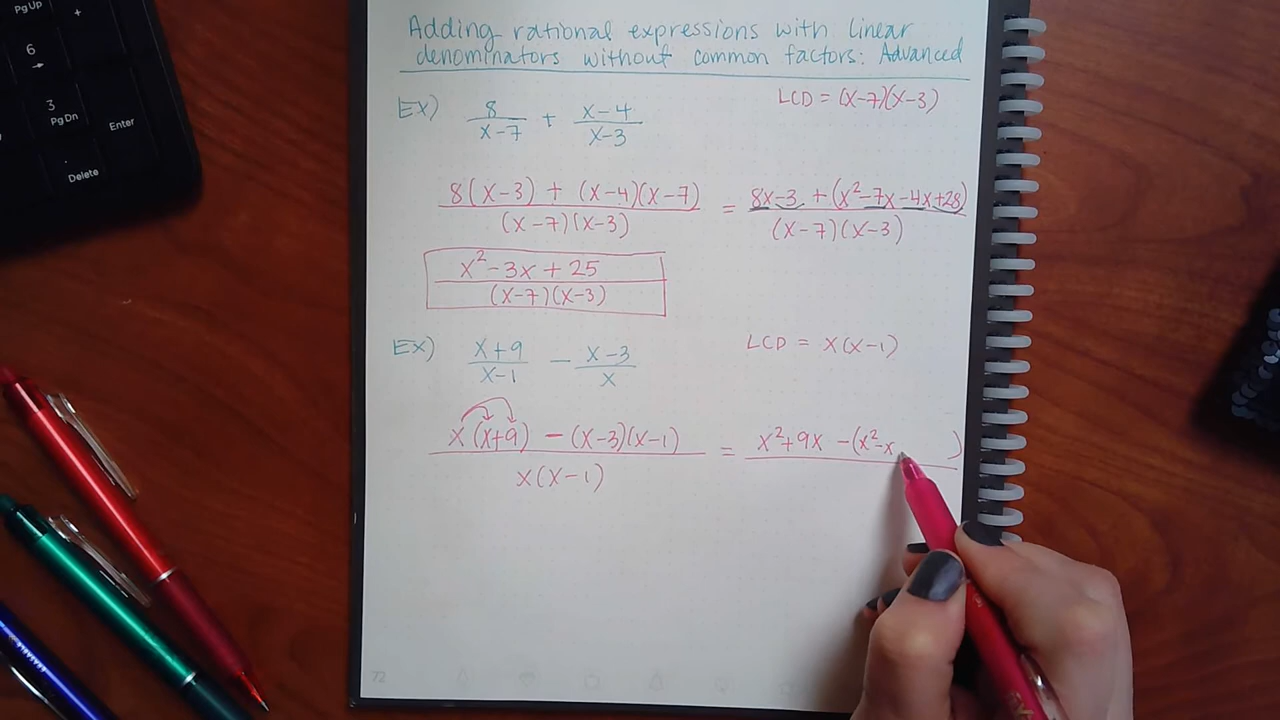 PgUp
+
6
3
PgDn
Enter
Delete
Adding rational expressions with linear
denominators without common factors: Advanced
EX) 8/(x-7) + (x-4)/(x-3)
LCD = (x-7)(x-3)
(8(x-3) + (x-4)(x-7))/((x-7)(x-3)) = (8x-3 + (x²-7x-4x+28))/((x-7)(x-3))
(x²-3x+25)/((x-7)(x-3))
EX) (x+9)/(x-1) - (x-3)/x
LCD = x(x-1)
(x(x+9) - (x-3)(x-1))/(x(x-1)) = x²+9x -(x²-x )
72